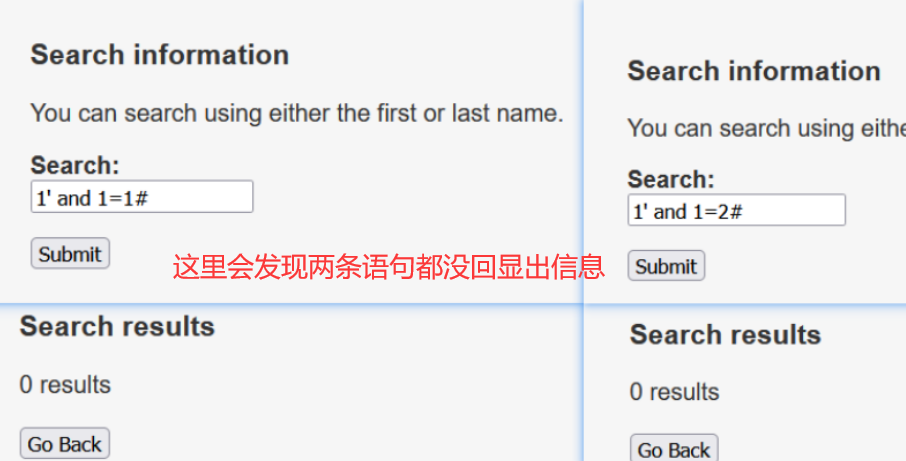 Search information
You can search using either the first or last name.
Search:
1' and 1=1#
Submit
Search information
You can search using eithe
Search:
1' and 1=2#
Submit
这里会发现两条语句都没回显出信息
Search results
0 results
Go Back
Search results
0 results
Go Back